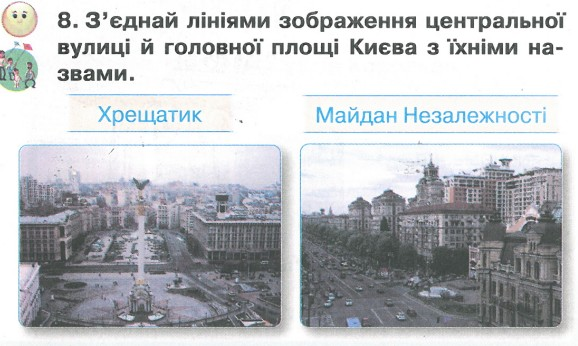 8. З’єднай лініями зображення центральної
вулиці й головної площі Києва з їхніми на-
звами.
Хрещатик
Майдан Незалежності